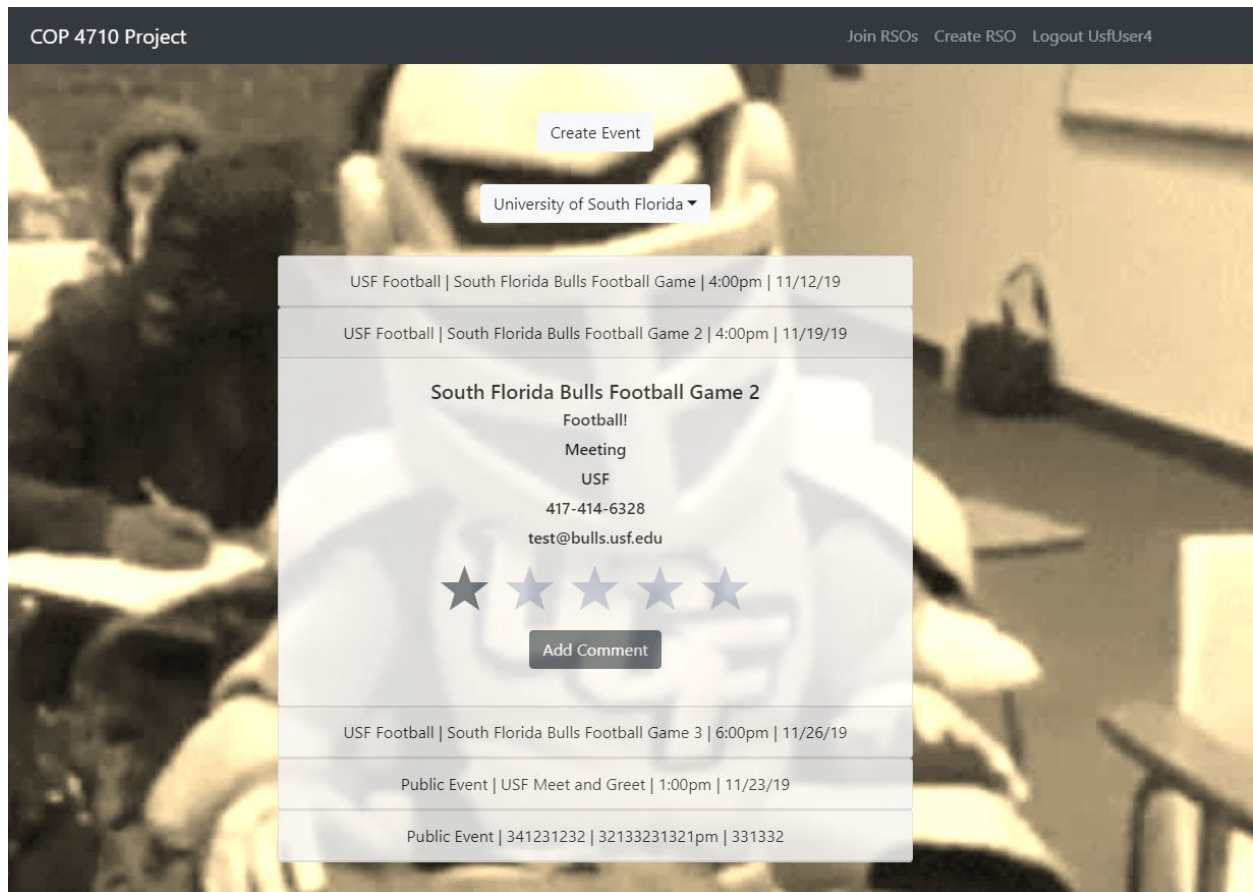 COP 4710 Project
Join RSOs Create RSO Logout UsfUser4
Create Event
University of South Florida
USF Football | South Florida Bulls Football Game | 4:00pm | 11/12/19
USF Football | South Florida Bulls Football Game 2 | 4:00pm | 11/19/19
South Florida Bulls Football Game 2
Football!
Meeting
USF
417-414-6328
test@bulls.usf.edu
Add Comment
UCF
USF Football | South Florida Bulls Football Game 3 | 6:00pm | 11/26/19
Public Event | USF Meet and Greet | 1:00pm | 11/23/19
Public Event | 341231232 | 32133231321pm | 331332